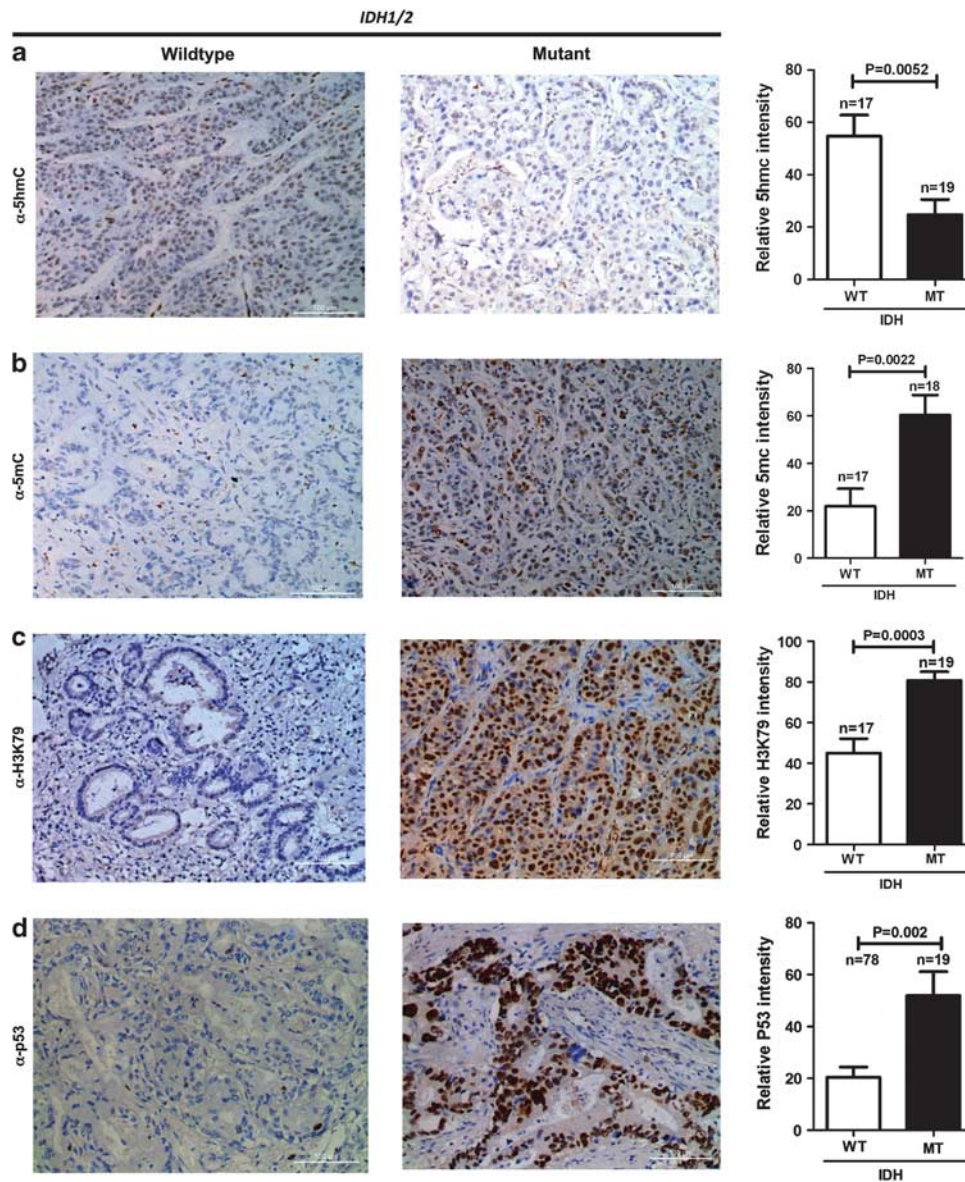 IDH1/2
Wildtype
Mutant
a
α-5hmC
Relative 5hmc intensity
80
60
40
20
0
P=0.0052
n=17
n=19
WT
MT
IDH
b
α-5mC
Relative 5mc intensity
80
60
40
20
0
P=0.0022
n=17
n=18
WT
MT
IDH
c
α-H3K79
Relative H3K79 intensity
100
80
60
40
20
0
P=0.0003
n=17
n=19
WT
MT
IDH
d
α-p53
Relative P53 intensity
80
60
40
20
0
P=0.002
n=78
n=19
WT
MT
IDH